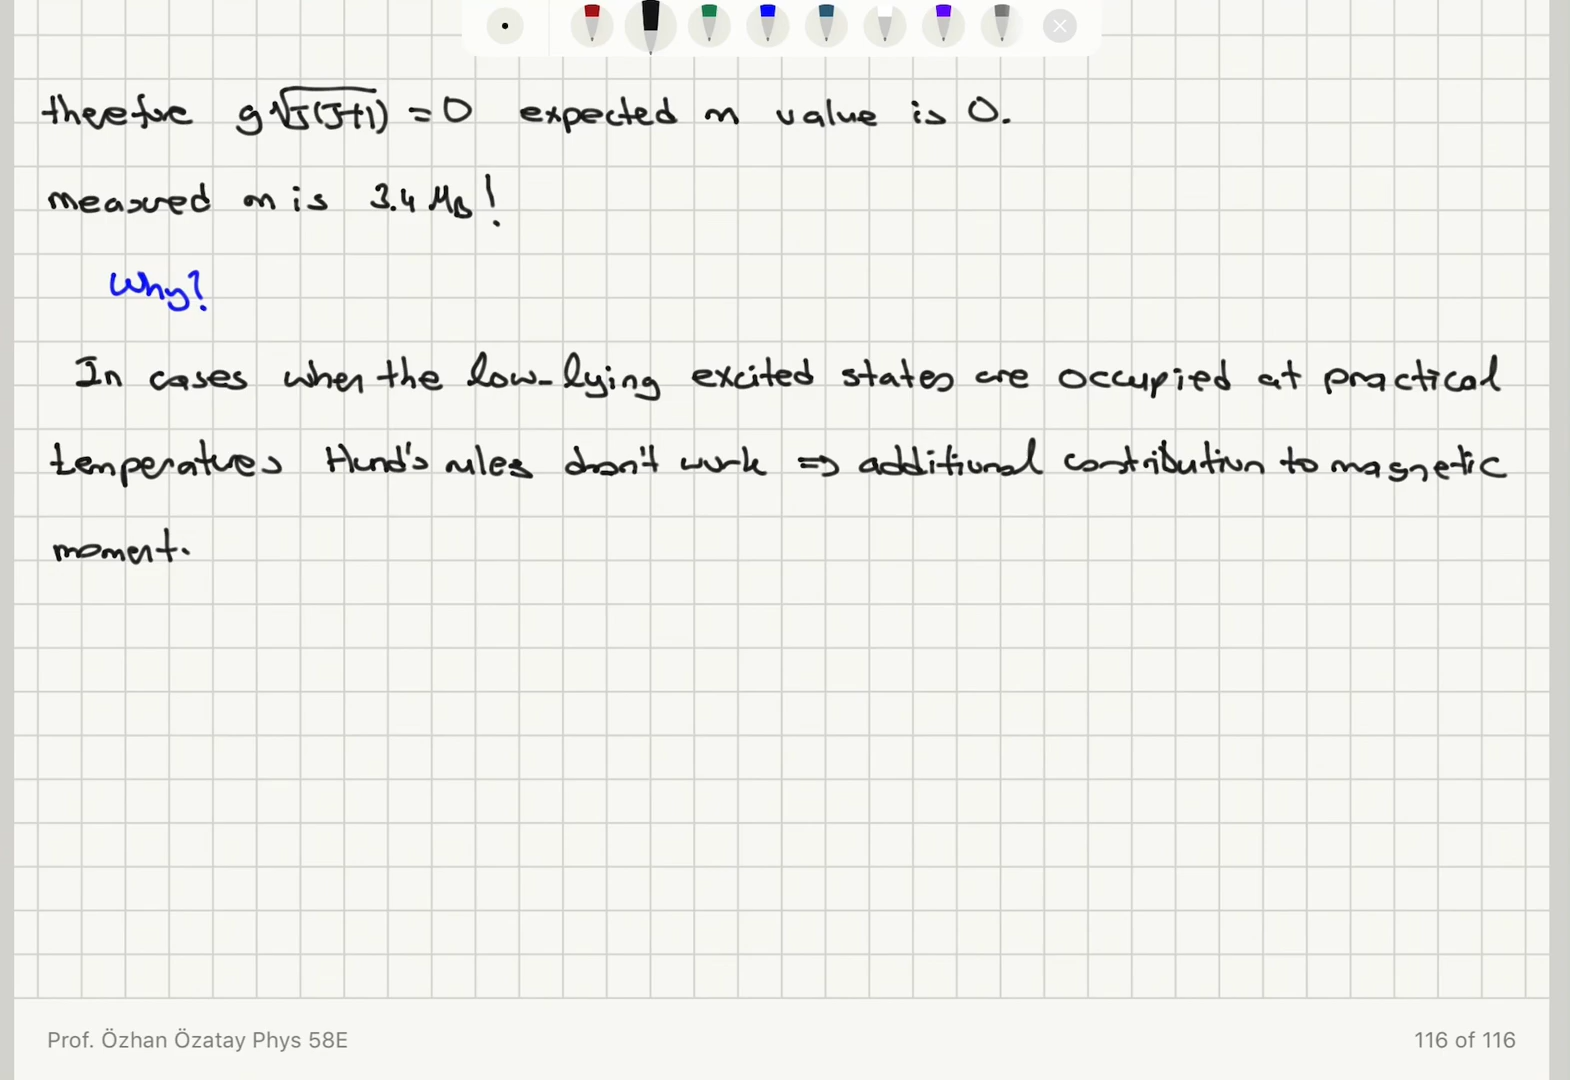 therefore g√J(J+1) = 0 expected m value is 0.
measured m is 3.4 μB!
Why?
In cases when the low-lying excited states are occupied at practical
temperatures Hund's rules don't work ⇒ additional contribution to magnetic
moment.
Prof. Özhan Özatay Phys 58E
116 of 116